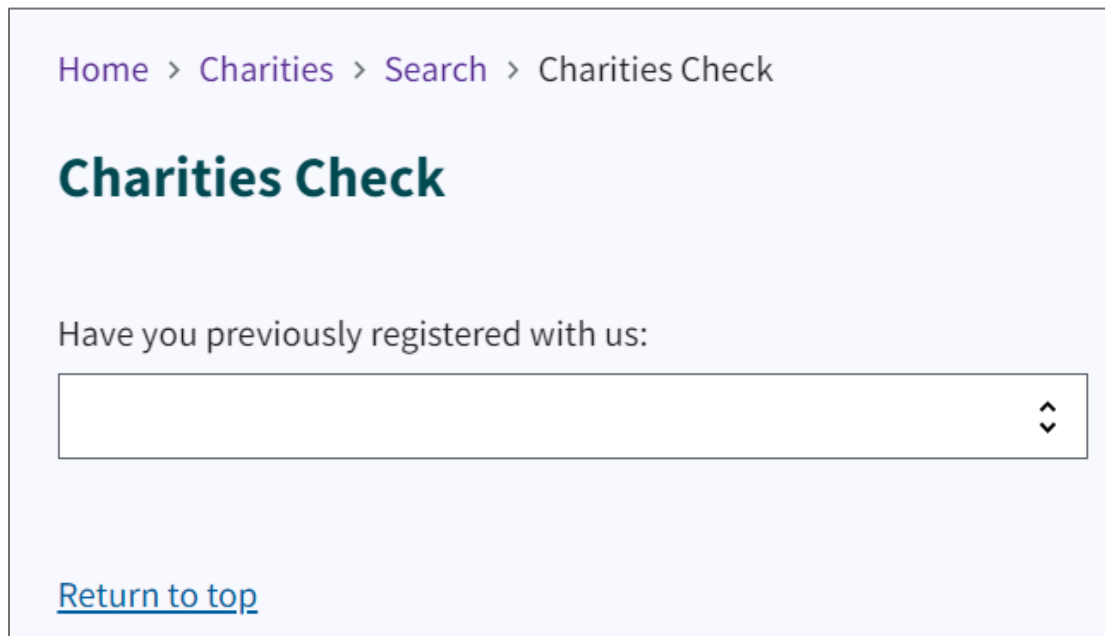 Home > Charities > Search > Charities Check
Charities Check
Have you previously registered with us:
Return to top